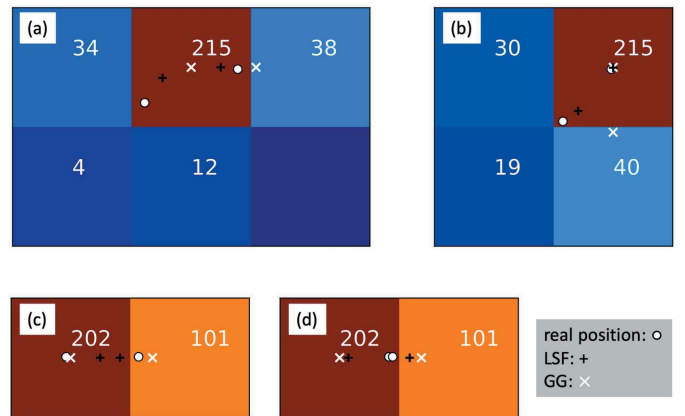 (a)
34
215
38
4
12
(b)
30
215
19
40
(c)
202
101
(d)
202
101
real position:
LSF: +
GG: ×